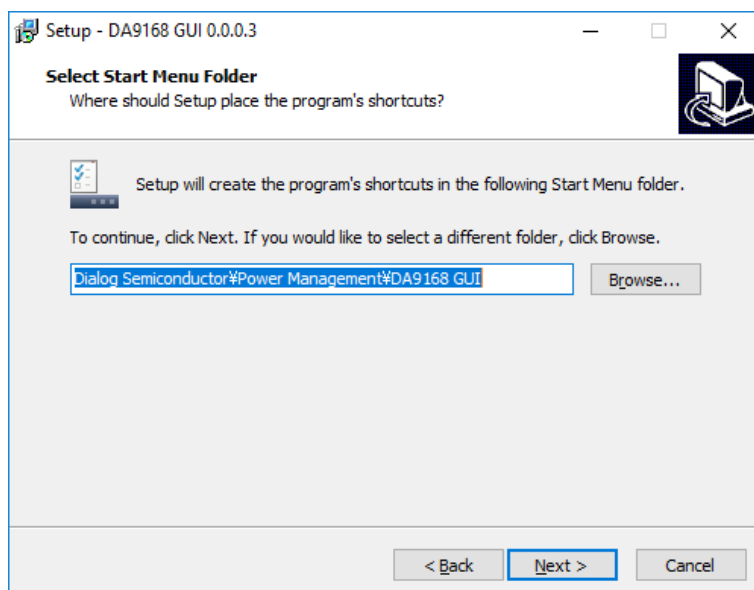 Setup - DA9168 GUI 0.0.0.3
Select Start Menu Folder
Where should Setup place the program's shortcuts?
Setup will create the program's shortcuts in the following Start Menu folder.
To continue, click Next. If you would like to select a different folder, click Browse.
Dialog Semiconductor¥Power Management¥DA9168 GUI
Browse...
< Back
Next >
Cancel